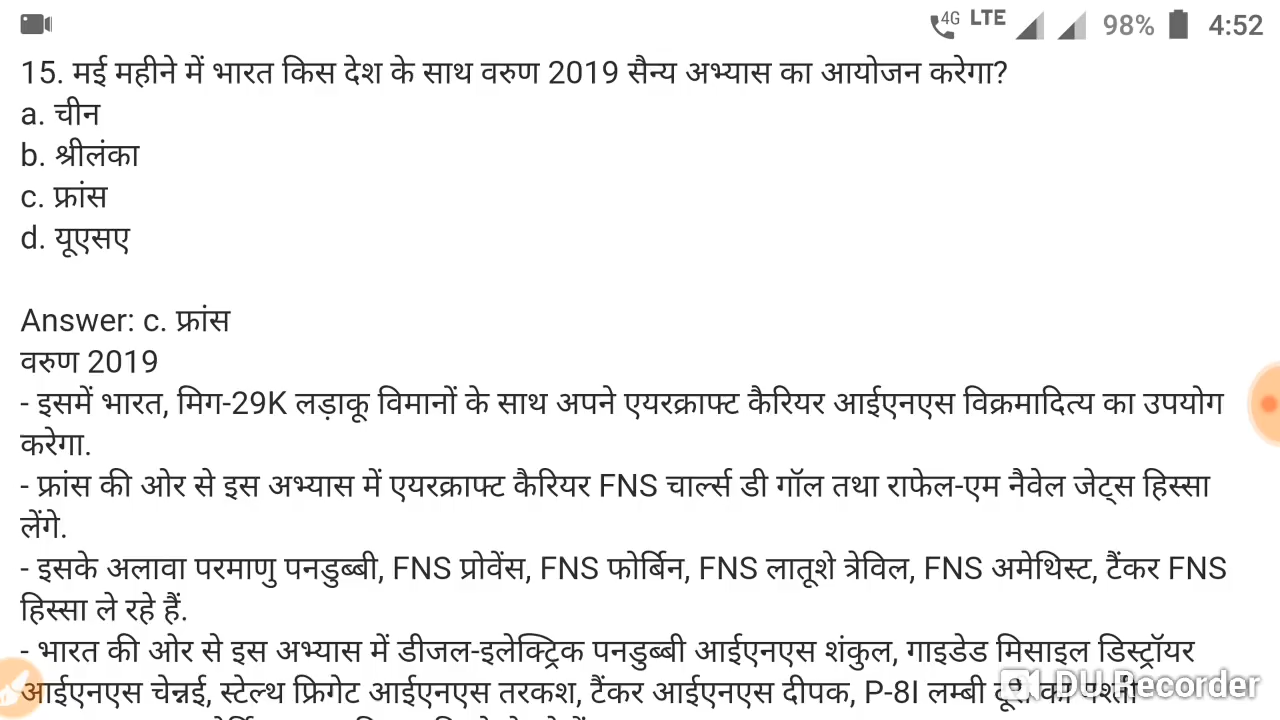 4G LTE 98% 4:52
15. मई महीने में भारत किस देश के साथ वरुण 2019 सैन्य अभ्यास का आयोजन करेगा?
a. चीन
b. श्रीलंका
c. फ्रांस
d. यूएसए
Answer: c. फ्रांस
वरुण 2019
- इसमें भारत, मिग-29K लड़ाकू विमानों के साथ अपने एयरक्राफ्ट कैरियर आईएनएस विक्रमादित्य का उपयोग
करेगा.
- फ्रांस की ओर से इस अभ्यास में एयरक्राफ्ट कैरियर FNS चार्ल्स डी गॉल तथा राफेल-एम नैवेल जेट्स हिस्सा
लेंगे.
- इसके अलावा परमाणु पनडुब्बी, FNS प्रोवेंस, FNS फोर्बिन, FNS लातूशे त्रेविल, FNS अमेथिस्ट, टैंकर FNS
हिस्सा ले रहे हैं.
- भारत की ओर से इस अभ्यास में डीजल-इलेक्ट्रिक पनडुब्बी आईएनएस शंकुल, गाइडेड मिसाइल डिस्ट्रॉयर
आईएनएस चेन्नई, स्टेल्थ फ्रिगेट आईएनएस तरकश, टैंकर आईएनएस दीपक, P-8I लम्बी
DU Recorder